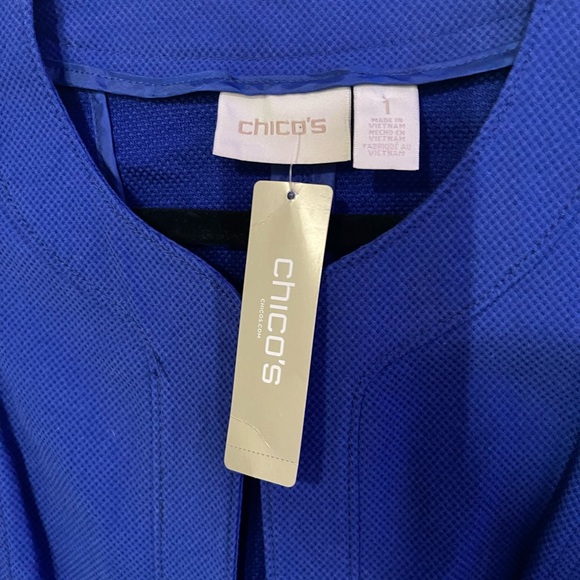 chico's
1
MADE IN
VIETNAM
HECHO EN
VIETNAM
FABRIQUÉ AU
VIETNAM
chico's
CHICOS.COM